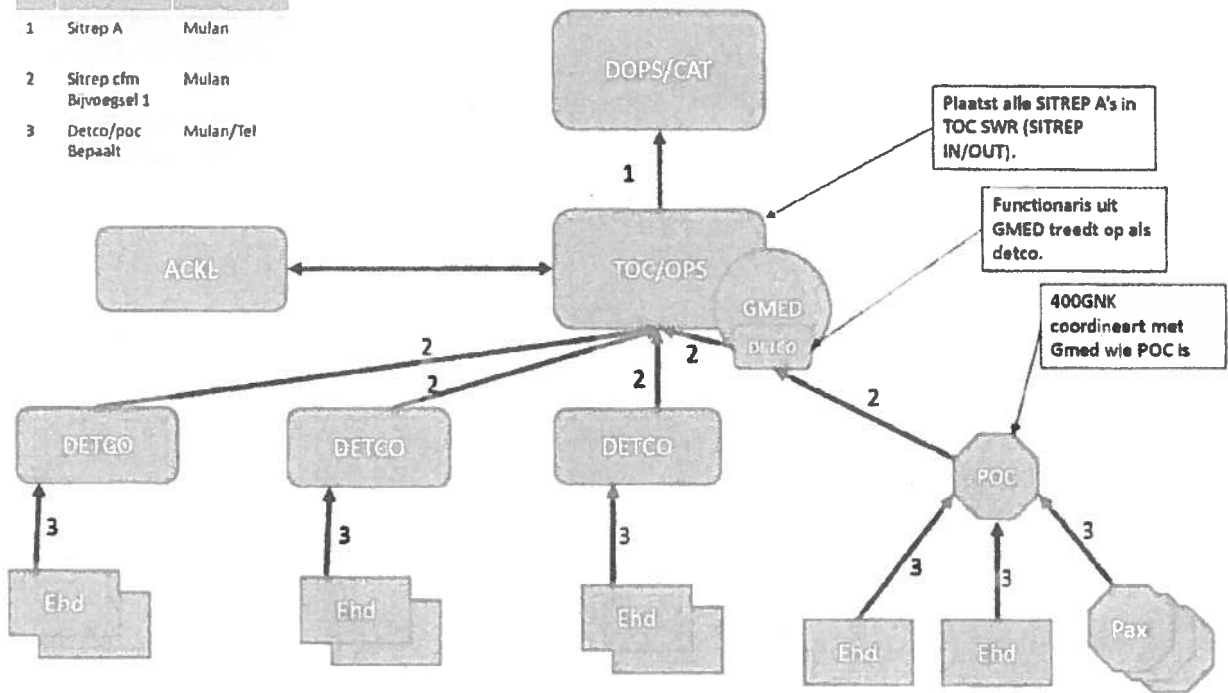 1 Sitrep A Mulan
2 Sitrep cfm Mulan
Bijvoegsel 1
3 Detco/poc Mulan/Tel
Bepaalt
DOPS/CAT
Plaatst alle SITREP A's in
TOC SWR (SITREP
IN/OUT).
1
Functionaris uit
GMED treedt op als
detco.
ACKL
TOC/OPS
GMED
DETCO
400GNK
coordineert met
Gmed wie POC is
2
2
2
2
2
DETCO
DETCO
DETCO
POC
3
3
3
3
3
3
Ehd
Ehd
Ehd
Ehd
Ehd
Pax